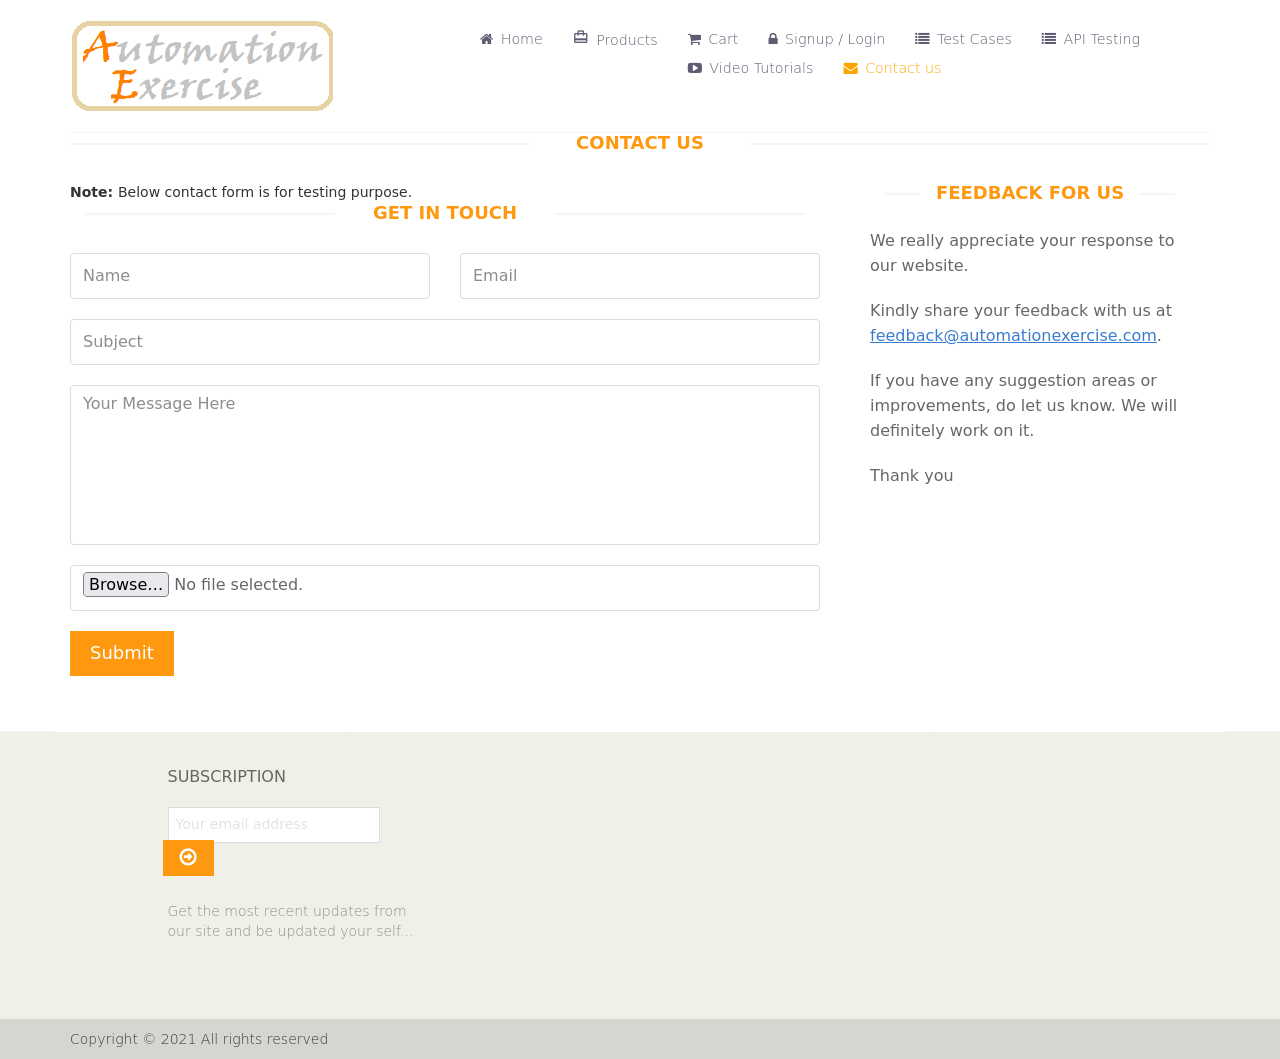 Automation
Exercise
Home
Products
Cart
Signup / Login
Test Cases
API Testing
Video Tutorials
Contact us
CONTACT US
Note: Below contact form is for testing purpose.
GET IN TOUCH
Name
Email
Subject
Your Message Here
Browse... No file selected.
Submit
FEEDBACK FOR US
We really appreciate your response to
our website.
Kindly share your feedback with us at
feedback@automationexercise.com.
If you have any suggestion areas or
improvements, do let us know. We will
definitely work on it.
Thank you
SUBSCRIPTION
Your email address
Get the most recent updates from
our site and be updated your self...
Copyright © 2021 All rights reserved